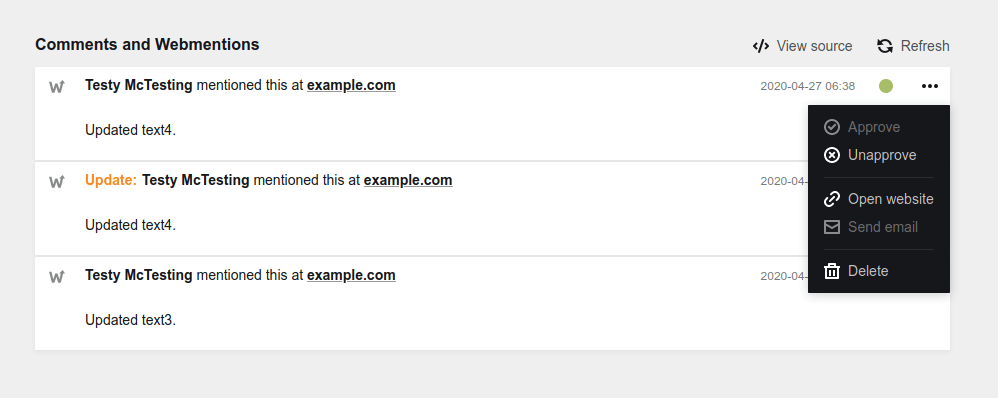 Comments and Webmentions
View source
Refresh
Testy McTesting mentioned this at example.com
2020-04-27 06:38
Updated text4.
Approve
Unapprove
Update: Testy McTesting mentioned this at example.com
2020-04-
Open website
Updated text4.
Send email
Testy McTesting mentioned this at example.com
2020-04-
Delete
Updated text3.